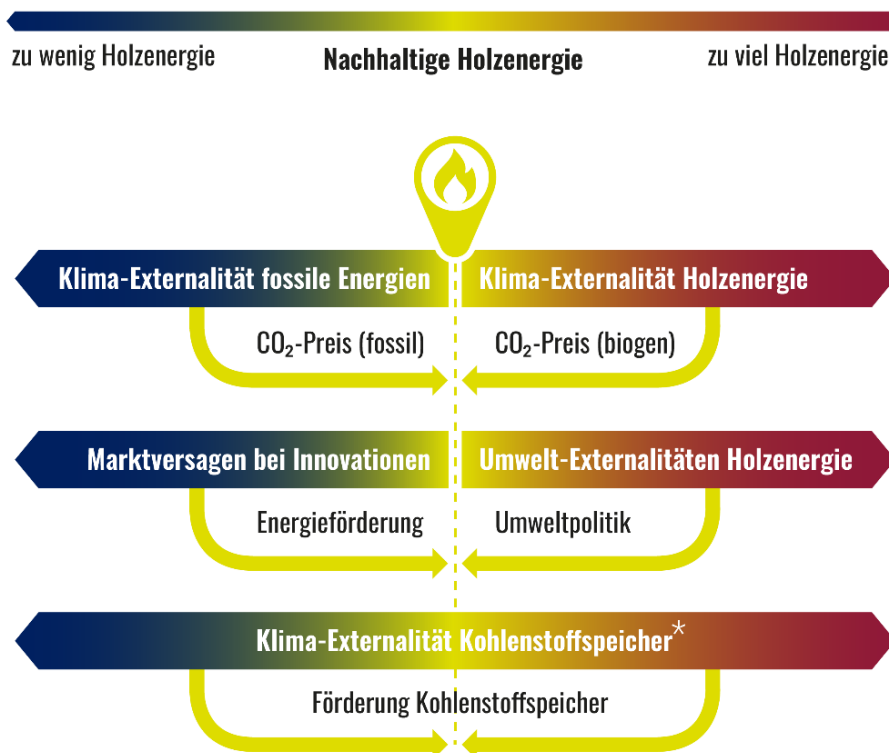 zu wenig Holzenergie
Nachhaltige Holzenergie
zu viel Holzenergie
Klima-Externalität fossile Energien
Klima-Externalität Holzenergie
CO₂-Preis (fossil)
CO₂-Preis (biogen)
Marktversagen bei Innovationen
Umwelt-Externalitäten Holzenergie
Energieförderung
Umweltpolitik
Klima-Externalität Kohlenstoffspeicher*
Förderung Kohlenstoffspeicher